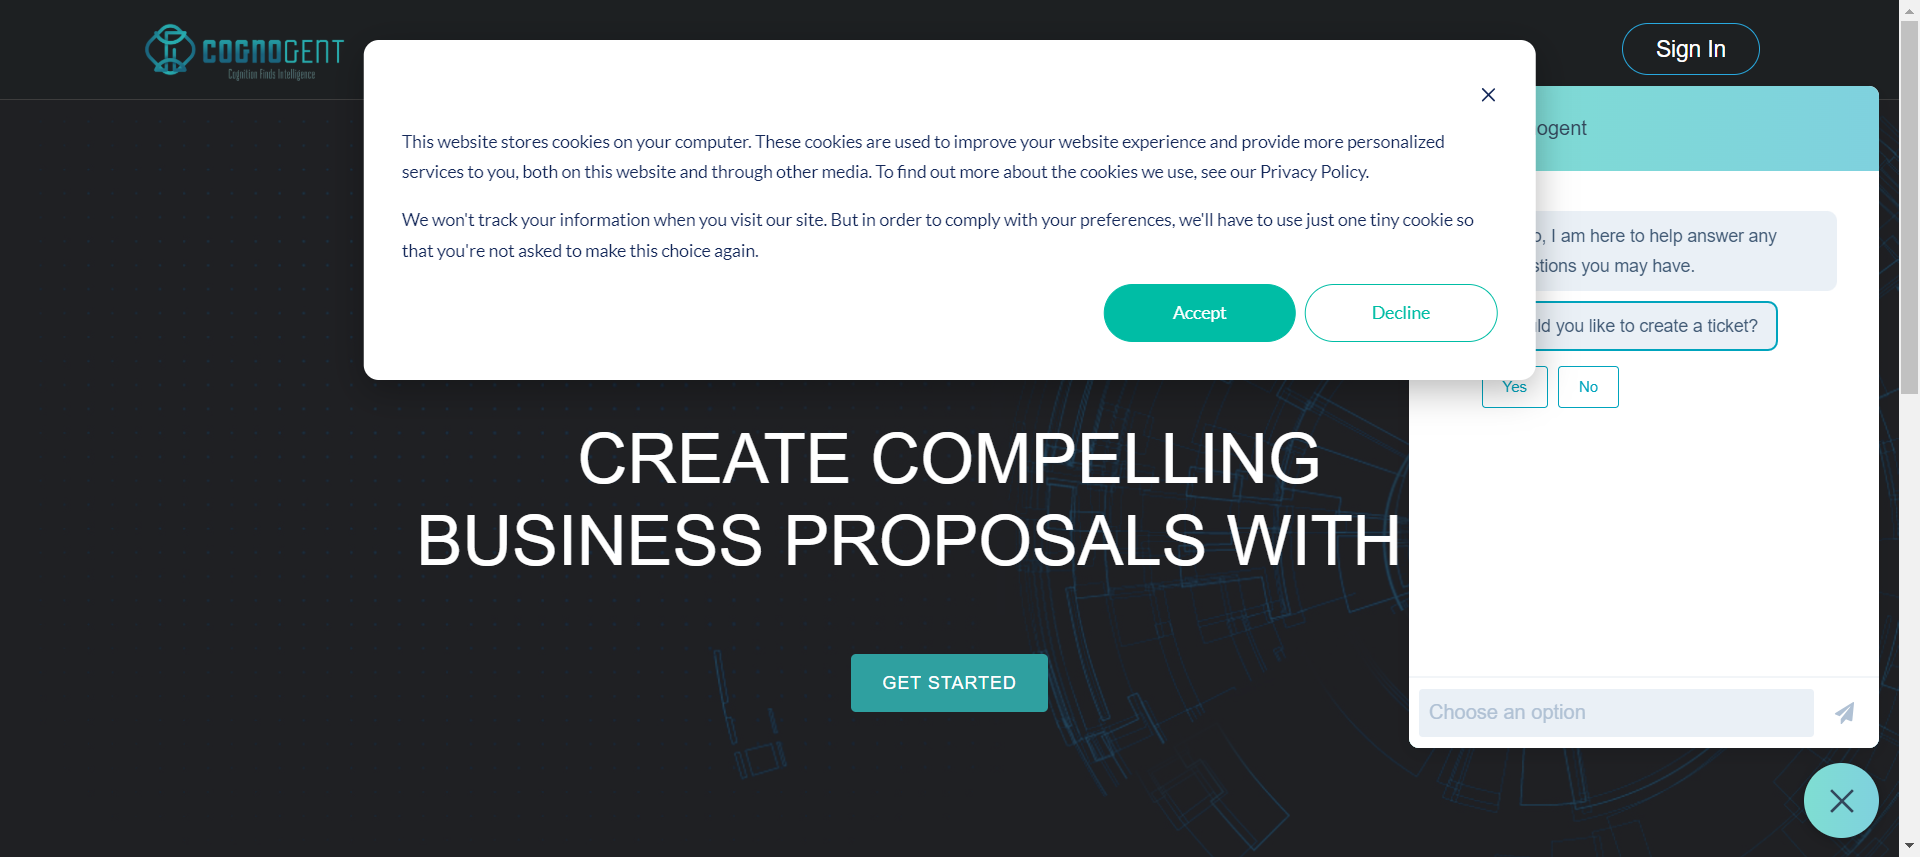 COGNOGENT
Cognition Finds Intelligence
Sign In
This website stores cookies on your computer. These cookies are used to improve your website experience and provide more personalized
services to you, both on this website and through other media. To find out more about the cookies we use, see our Privacy Policy.
We won't track your information when you visit our site. But in order to comply with your preferences, we'll have to use just one tiny cookie so
that you're not asked to make this choice again.
Accept
Decline
ogent
o, I am here to help answer any
stions you may have.
ld you like to create a ticket?
Yes
No
Choose an option
CREATE COMPELLING
BUSINESS PROPOSALS WITH
GET STARTED